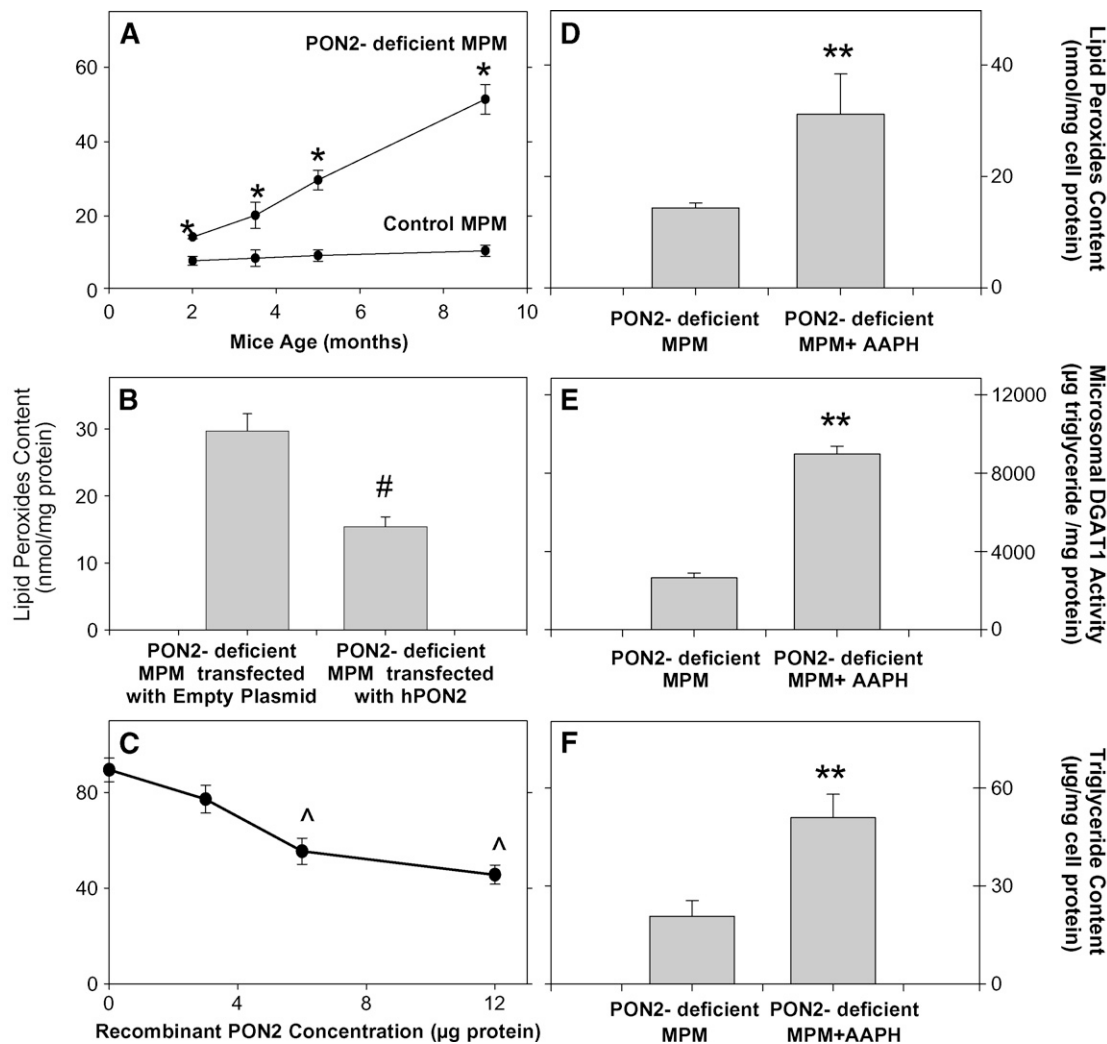 A
PON2- deficient MPM
60
*
*
*
*
40
20
0
Control MPM
0 2 4 6 8 10
Mice Age (months)
Lipid Peroxides Content
(nmol/mg protein)
B
30
20
10
0
#
PON2- deficient
MPM transfected
with Empty Plasmid
PON2- deficient
MPM transfected
with hPON2
C
80
40
0
^
^
0 4 8 12
Recombinant PON2 Concentration (µg protein)
D
**
40
20
0
Lipid Peroxides Content
(nmol/mg cell protein)
PON2- deficient
MPM
PON2- deficient
MPM+ AAPH
E
**
12000
8000
4000
0
Microsomal DGAT1 Activity
(µg triglyceride /mg protein)
PON2- deficient
MPM
PON2- deficient
MPM+ AAPH
F
**
60
30
0
Triglyceride Content
(µg/mg cell protein)
PON2- deficient
MPM
PON2- deficient
MPM+AAPH